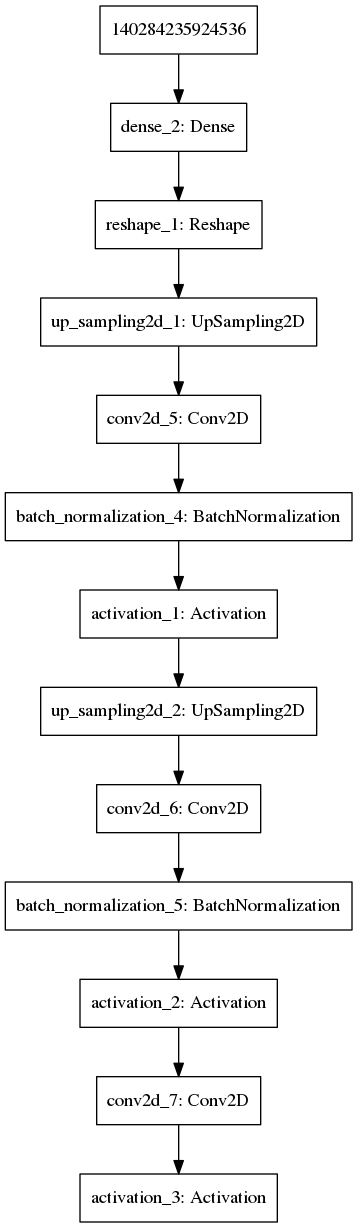 140284235924536
dense_2: Dense
reshape_1: Reshape
up_sampling2d_1: UpSampling2D
conv2d_5: Conv2D
batch_normalization_4: BatchNormalization
activation_1: Activation
up_sampling2d_2: UpSampling2D
conv2d_6: Conv2D
batch_normalization_5: BatchNormalization
activation_2: Activation
conv2d_7: Conv2D
activation_3: Activation